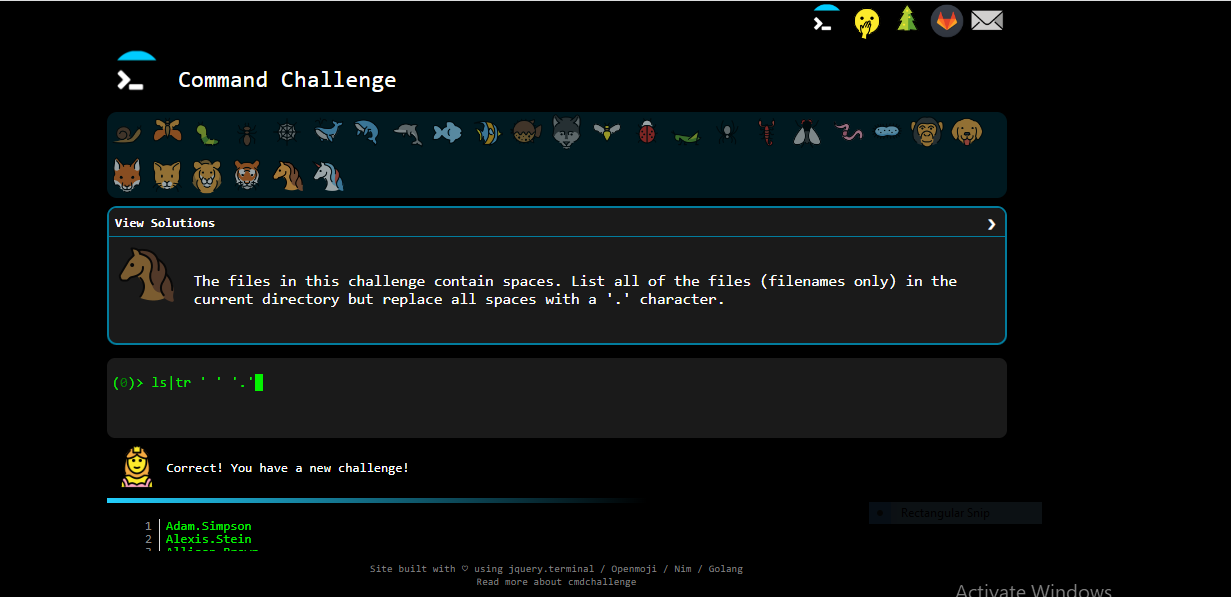 Command Challenge
View Solutions
The files in this challenge contain spaces. List all of the files (filenames only) in the
current directory but replace all spaces with a '.' character.
(0)> ls|tr ' ' '.'
Correct! You have a new challenge!
Rectangular Snip
1 Adam.Simpson
2 Alexis.Stein
3 Allison.Brown
Site built with ♡ using jquery.terminal / Openmoji / Nim / Golang
Read more about cmdchallenge
Activate Windows